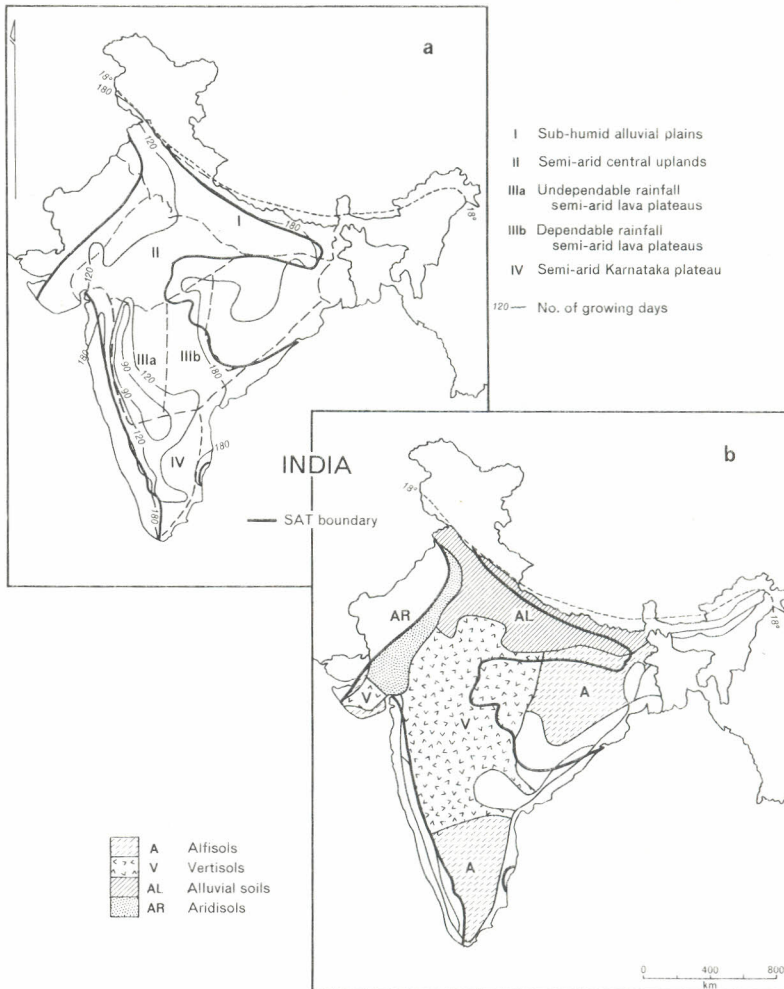 a
18°
180
120
I
180
18°
II
120
180
IIIa
IIIb
90
120
180
90
120
IV
180
180
I Sub-humid alluvial plains
II Semi-arid central uplands
IIIa Undependable rainfall
semi-arid lava plateaus
IIIb Dependable rainfall
semi-arid lava plateaus
IV Semi-arid Karnataka plateau
120 No. of growing days
INDIA
SAT boundary
b
18°
AR
AL
18°
V
A
V
A
A Alfisols
V Vertisols
AL Alluvial soils
AR Aridisols
0 400 800
km